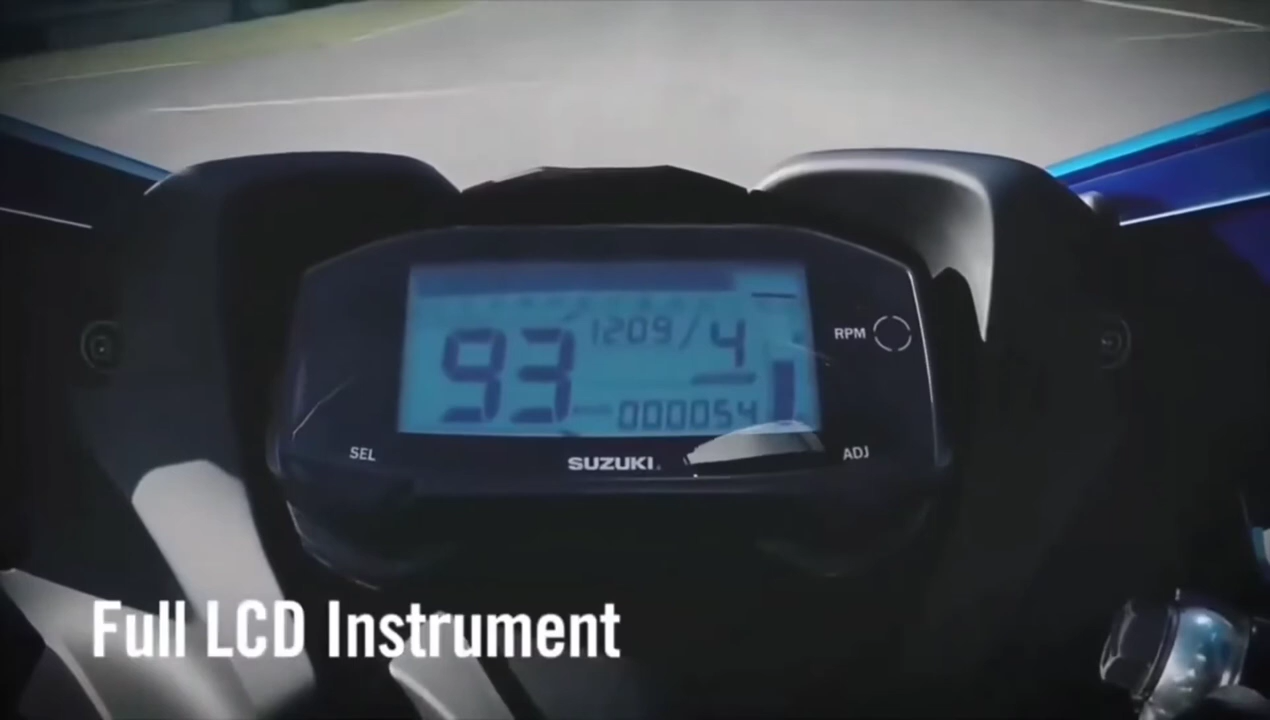 1209/4
93
000054
RPM
SEL
SUZUKI
ADJ
Full LCD Instrument